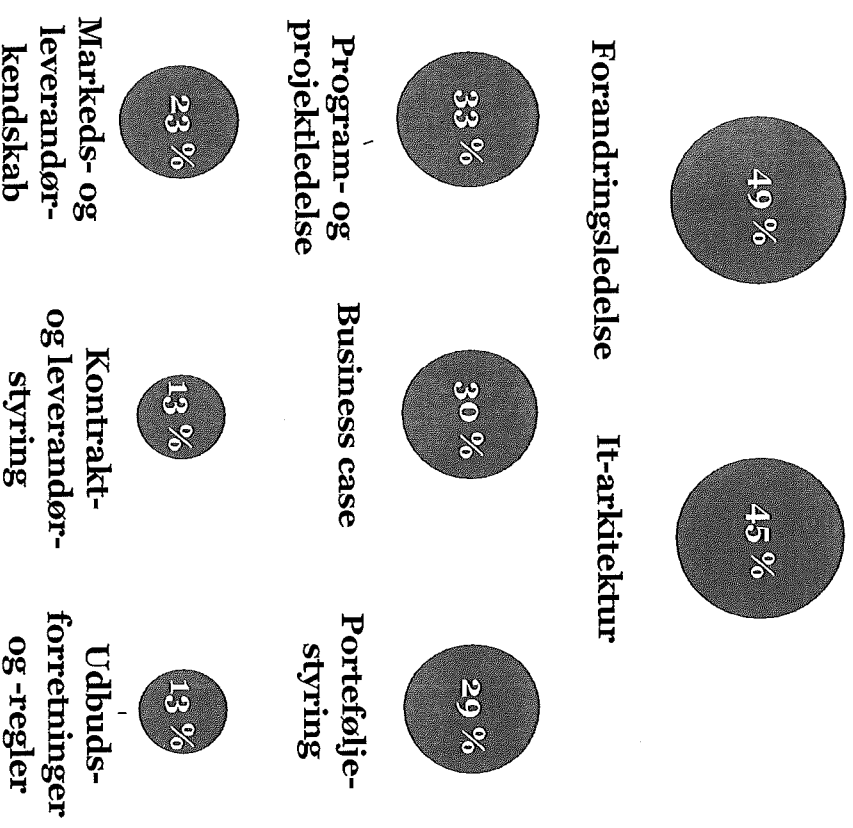 49 %
Forandringsledelse
45 %
It-arkitektur
33 %
Program- og
projektledelse
30 %
Business case
29 %
Portefølje-
styring
23 %
Markeds- og
leverandør-
kendskab
13 %
Kontrakt-
og leverandør-
styring
13 %
Udbuds-
forretninger
og -regler